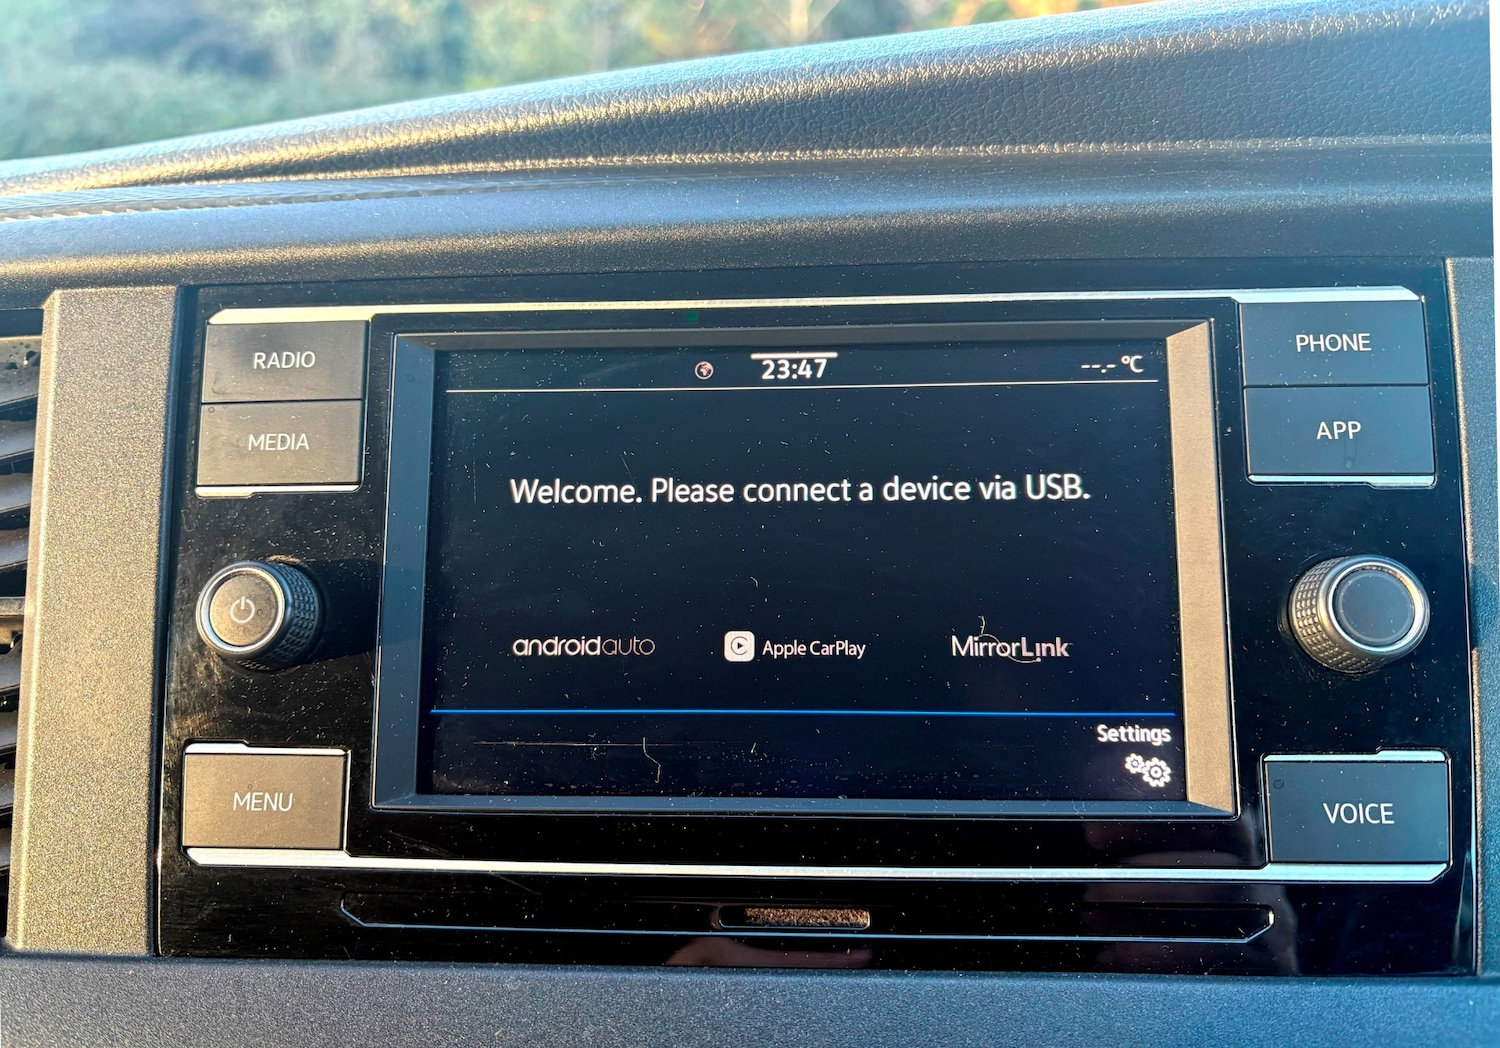 RADIO
MEDIA
23:47
--.- °C
PHONE
APP
Welcome. Please connect a device via USB.
androidauto
Apple CarPlay
MirrorLink
Settings
MENU
VOICE